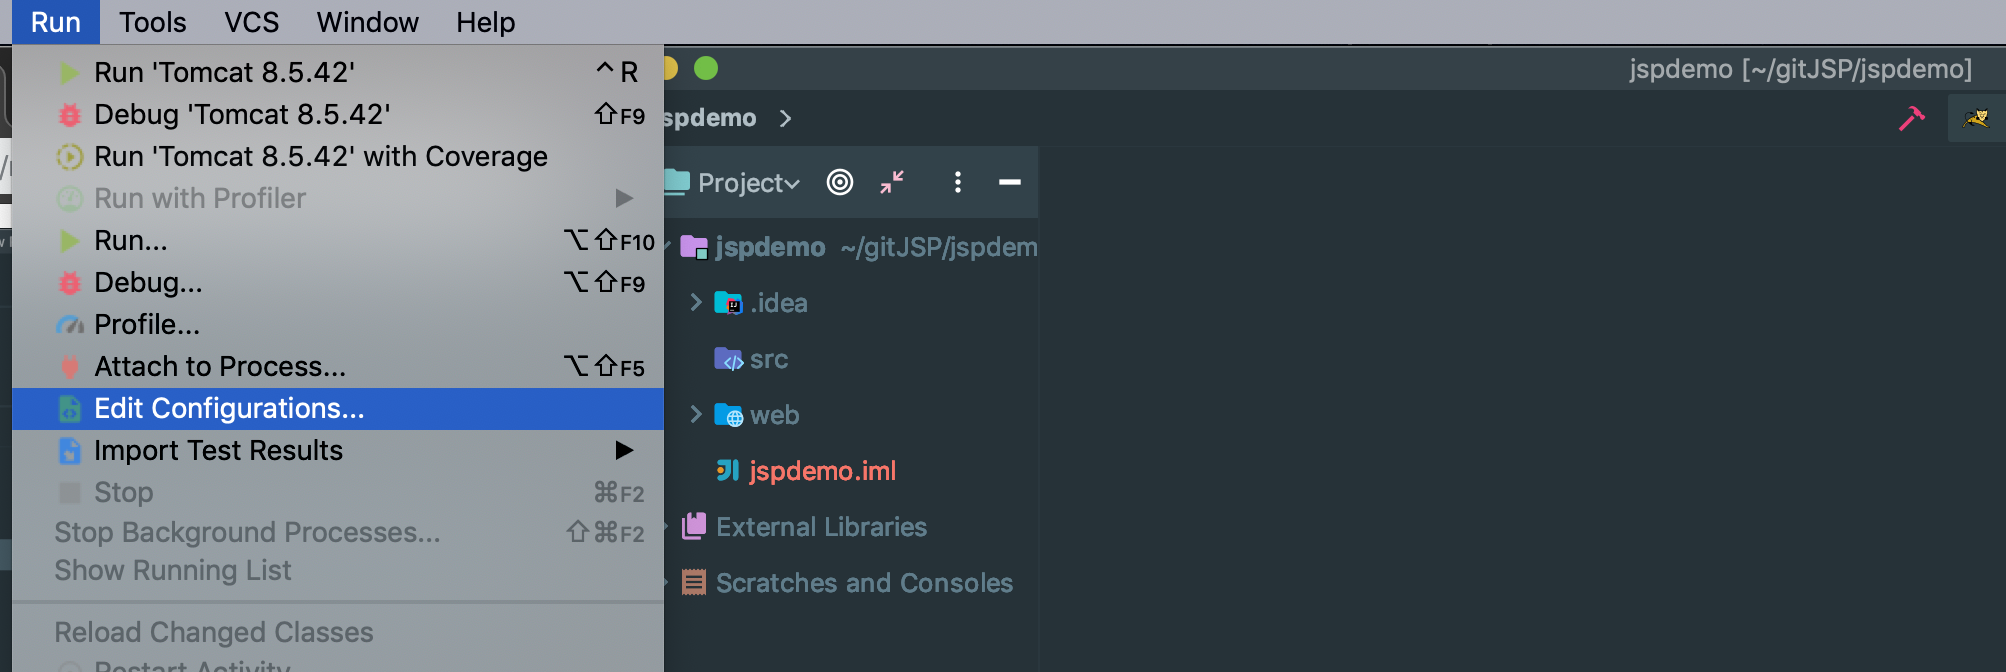 Run Tools VCS Window Help
Run 'Tomcat 8.5.42' ^R
Debug 'Tomcat 8.5.42' ⇧F9
Run 'Tomcat 8.5.42' with Coverage
Run with Profiler
Run... ⌥⇧F10
Debug... ⌥⇧F9
Profile...
Attach to Process... ⌥⇧F5
Edit Configurations...
Import Test Results
Stop ⌘F2
Stop Background Processes... ⇧⌘F2
Show Running List
Reload Changed Classes
Restart Activity
jspdemo [~/gitJSP/jspdemo]
spdemo
Project
jspdemo ~/gitJSP/jspdem
.idea
src
web
jspdemo.iml
External Libraries
Scratches and Consoles